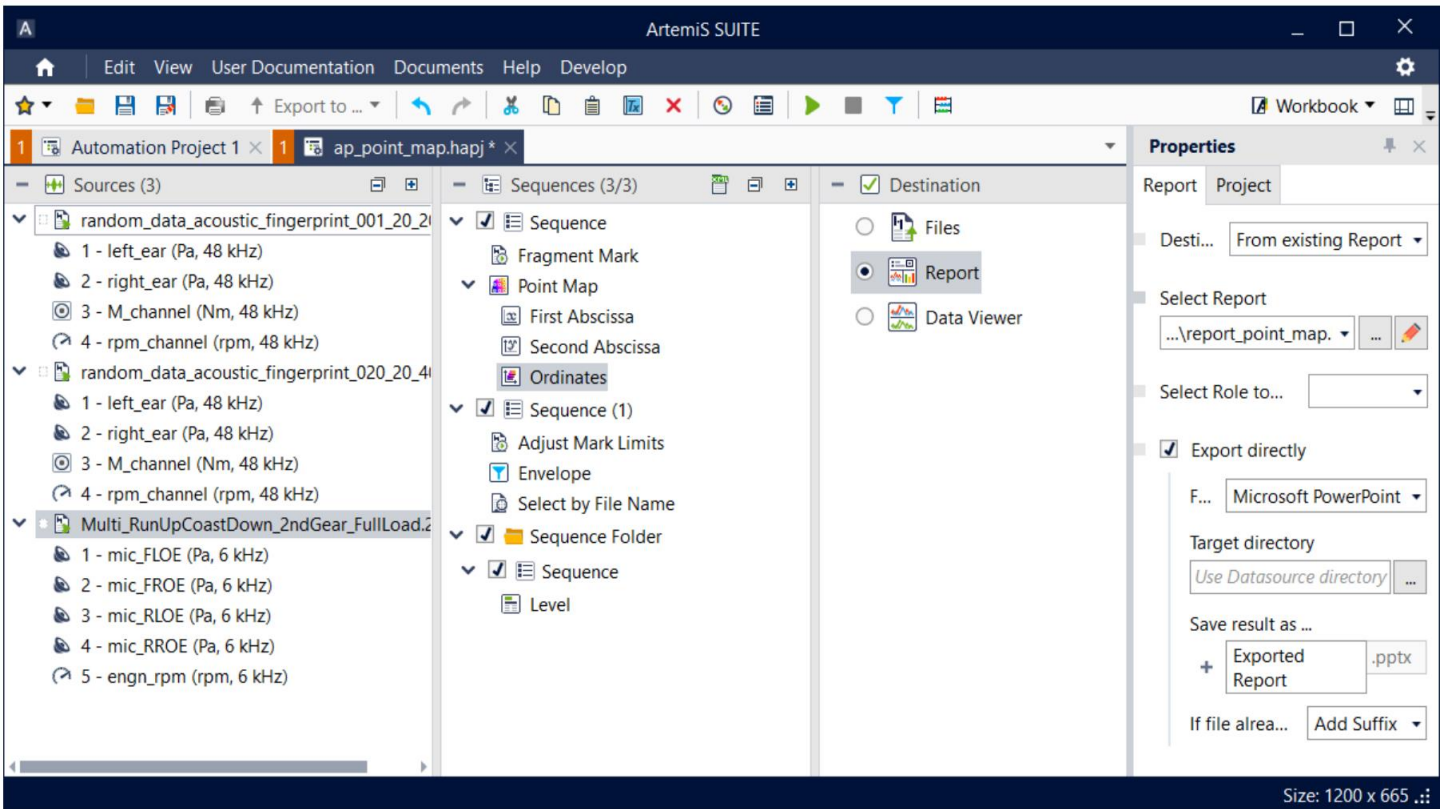 ArtemiS SUITE
Edit View User Documentation Documents Help Develop
Export to ... Workbook
1 Automation Project 1 1 ap_point_map.hapj *
Sources (3)
random_data_acoustic_fingerprint_001_20_2
1 - left_ear (Pa, 48 kHz)
2 - right_ear (Pa, 48 kHz)
3 - M_channel (Nm, 48 kHz)
4 - rpm_channel (rpm, 48 kHz)
random_data_acoustic_fingerprint_020_20_4
1 - left_ear (Pa, 48 kHz)
2 - right_ear (Pa, 48 kHz)
3 - M_channel (Nm, 48 kHz)
4 - rpm_channel (rpm, 48 kHz)
Multi_RunUpCoastDown_2ndGear_FullLoad.2
1 - mic_FLOE (Pa, 6 kHz)
2 - mic_FROE (Pa, 6 kHz)
3 - mic_RLOE (Pa, 6 kHz)
4 - mic_RROE (Pa, 6 kHz)
5 - engn_rpm (rpm, 6 kHz)
Sequences (3/3)
Sequence
Fragment Mark
Point Map
First Abscissa
Second Abscissa
Ordinates
Sequence (1)
Adjust Mark Limits
Envelope
Select by File Name
Sequence Folder
Sequence
Level
Destination
Files
Report
Data Viewer
Properties
Report Project
Desti... From existing Report
Select Report
...\report_point_map. ...
Select Role to...
Export directly
F... Microsoft PowerPoint
Target directory
Use Datasource directory ...
Save result as ...
Exported
Report
.pptx
If file alrea... Add Suffix
Size: 1200 x 665